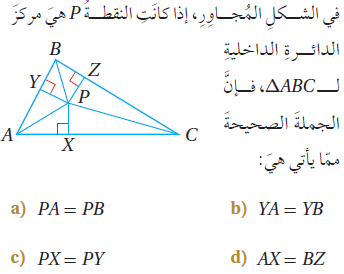 في الشكل المُجاوِرِ، إذا كانَتِ النقطةُ P هيَ مركزَ
الدائرةِ الداخليةِ
لـ ΔABC، فإنَّ
الجملةَ الصحيحةَ
ممّا يأتي هيَ:
B
Z
Y
P
A
X
C
a) PA = PB
b) YA = YB
c) PX = PY
d) AX = BZ